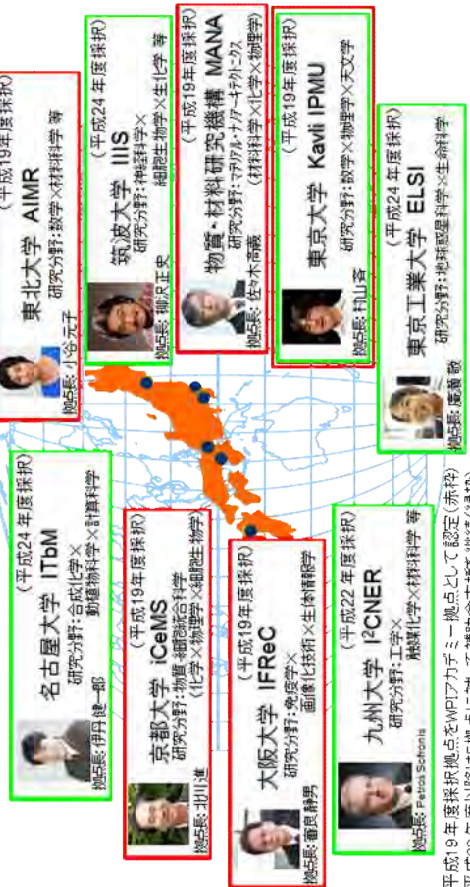 (平成24年度採択)
名古屋大学 ITbM
研究分野：合成化学×
動植物科学×計算科学
拠点長：伊丹健一郎
(平成19年度採択)
京都大学 iCeMS
研究分野：物質-細胞統合科学
(化学×物理学×細胞生物学)
拠点長：北川進
(平成19年度採択)
大阪大学 IFReC
研究分野：免疫学×
画像化技術×生体情報学
拠点長：審良静男
(平成22年度採択)
九州大学 I²CNER
研究分野：工学×
触媒化学×材料科学 等
拠点長：Petros Sofronis
(平成19年度採択)
東北大学 AIMR
研究分野：数学×材料科学 等
拠点長：小谷元子
(平成24年度採択)
筑波大学 IIIS
研究分野：神経科学×
細胞生物学×生化学 等
拠点長：柳沢正史
(平成19年度採択)
物質・材料研究機構 MANA
研究分野：マテリアル・ナノアーキテクトニクス
(材料科学×化学×物理学)
拠点長：佐々木高義
(平成19年度採択)
東京大学 Kavli IPMU
研究分野：数学×物理学×天文学
拠点長：村山斉
(平成24年度採択)
東京工業大学 ELSI
研究分野：地球惑星科学×生命科学
拠点長：廣瀬敬
平成19年度採択拠点をWPIアカデミー拠点として認定(赤枠)